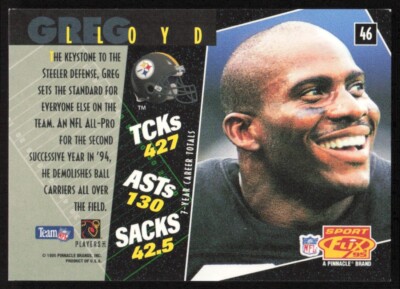 GREG
LLOYD
46
THE KEYSTONE TO THE
STEELER DEFENSE, GREG
SETS THE STANDARD FOR
EVERYONE ELSE ON THE
TEAM. AN NFL ALL-PRO
FOR THE SECOND
SUCCESSIVE YEAR IN '94,
HE DEMOLISHES BALL
CARRIERS ALL OVER
THE FIELD.
TCKs
427
ASTs
130
SACKS
42.5
7-YEAR CAREER TOTALS
Team NFL
PLAYERS
© 1995 PINNACLE BRANDS, INC.
PRODUCT OF U.S.A.
NFL
SPORT
FLIX
95
A PINNACLE BRAND